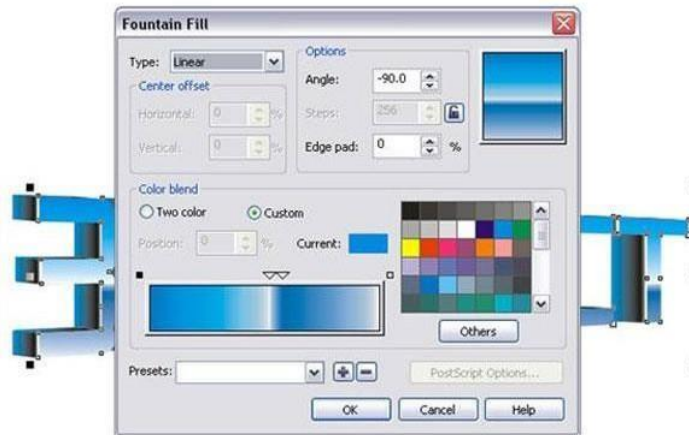 Fountain Fill
Type: Linear
Options
Angle: -90.0
Center offset
Horizontal: 0 %
Steps: 256
Vertical: 0 %
Edge pad: 0 %
Color blend
Two color Custom
Position: 0 % Current:
Others
Presets:
PostScript Options...
OK Cancel Help